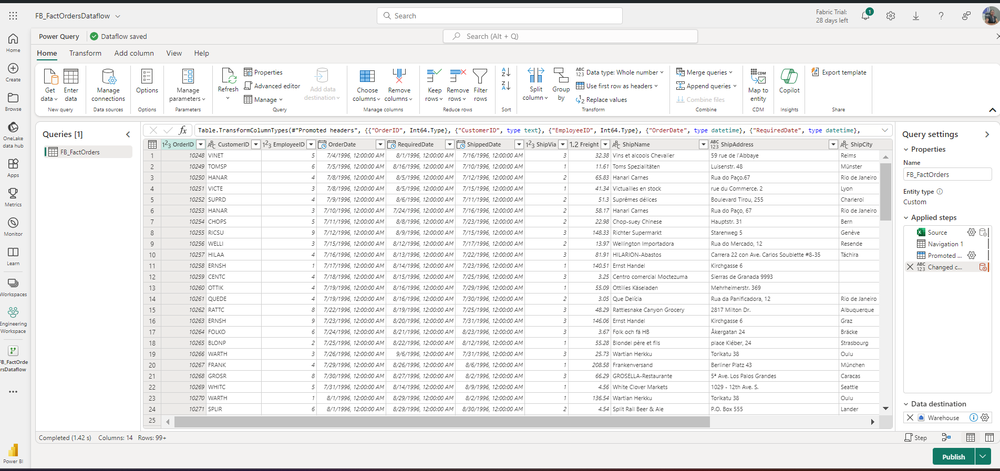 FB_FactOrdersDataflow
Search
Fabric Trial:
28 days left
1
Power Query
Dataflow saved
Search (Alt + Q)
Home
Transform
Add column
View
Help
Get data
Enter data
New query
Manage connections
Data sources
Options
Options
Manage parameters
Parameters
Refresh
Properties
Advanced editor
Manage
Query
Add data destination
Choose columns
Remove columns
Manage columns
Keep rows
Remove rows
Filter rows
Reduce rows
Sort
Split column
Group by
Data type: Whole number
Use first row as headers
Replace values
Transform
Merge queries
Append queries
Combine files
Combine
Map to entity
CDM
Copilot
Insights
Export template
Share
Home
Create
Browse
OneLake data hub
Apps
Metrics
Monitor
Learn
Workspaces
Engineering Workspace
FB_FactOrde
rsDataflow
Power BI
Queries [1]
FB_FactOrders
fx
Table.TransformColumnTypes(#"Promoted headers", {{"OrderID", Int64.Type}, {"CustomerID", type text}, {"EmployeeID", Int64.Type}, {"OrderDate", type datetime}, {"RequiredDate", type datetime},
OrderID CustomerID EmployeeID OrderDate RequiredDate ShippedDate ShipVia Freight ShipName ShipAddress ShipCity
1 10248 VINET 5 7/4/1996, 12:00:00 AM 8/1/1996, 12:00:00 AM 7/16/1996, 12:00:00 AM 3 32.38 Vins et alcools Chevalier 59 rue de l'Abbaye Reims
2 10249 TOMSP 6 7/5/1996, 12:00:00 AM 8/16/1996, 12:00:00 AM 7/10/1996, 12:00:00 AM 1 11.61 Toms Spezialitäten Luisenstr. 48 Münster
3 10250 HANAR 4 7/8/1996, 12:00:00 AM 8/5/1996, 12:00:00 AM 7/12/1996, 12:00:00 AM 2 65.83 Hanari Carnes Rua do Paço.67 Rio de Janeiro
4 10251 VICTE 3 7/8/1996, 12:00:00 AM 8/5/1996, 12:00:00 AM 7/15/1996, 12:00:00 AM 1 41.34 Victuailles en stock rue du Commerce. 2 Lyon
5 10252 SUPRD 4 7/9/1996, 12:00:00 AM 8/6/1996, 12:00:00 AM 7/11/1996, 12:00:00 AM 2 51.3 Suprêmes délices Boulevard Tirou, 255 Charleroi
6 10253 HANAR 3 7/10/1996, 12:00:00 AM 7/24/1996, 12:00:00 AM 7/16/1996, 12:00:00 AM 2 58.17 Hanari Carnes Rua do Paço, 67 Rio de Janeiro
7 10254 CHOPS 5 7/11/1996, 12:00:00 AM 8/8/1996, 12:00:00 AM 7/23/1996, 12:00:00 AM 2 22.98 Chop-suey Chinese Hauptstr. 31 Bern
8 10255 RICSU 9 7/12/1996, 12:00:00 AM 8/9/1996, 12:00:00 AM 7/15/1996, 12:00:00 AM 3 148.33 Richter Supermarkt Starenweg 5 Genève
9 10256 WELLI 3 7/15/1996, 12:00:00 AM 8/12/1996, 12:00:00 AM 7/17/1996, 12:00:00 AM 2 13.97 Wellington Importadora Rua do Mercado, 12 Resende
10 10257 HILAA 4 7/16/1996, 12:00:00 AM 8/13/1996, 12:00:00 AM 7/22/1996, 12:00:00 AM 3 81.91 HILARION-Abastos Carrera 22 con Ave. Carlos Soublette #8-35 Táchira
11 10258 ERNSH 1 7/17/1996, 12:00:00 AM 8/14/1996, 12:00:00 AM 7/23/1996, 12:00:00 AM 1 140.51 Ernst Handel Kirchgasse 6
12 10259 CENTC 4 7/18/1996, 12:00:00 AM 8/15/1996, 12:00:00 AM 7/25/1996, 12:00:00 AM 3 3.25 Centro comercial Moctezuma Sierras de Granada 9993
13 10260 OTTIK 4 7/19/1996, 12:00:00 AM 8/16/1996, 12:00:00 AM 7/29/1996, 12:00:00 AM 1 55.09 Ottilies Käseladen Mehrheimerstr. 369
14 10261 QUEDE 4 7/19/1996, 12:00:00 AM 8/16/1996, 12:00:00 AM 7/30/1996, 12:00:00 AM 2 3.05 Que Delícia Rua da Panificadora, 12 Rio de Janeiro
15 10262 RATTC 8 7/22/1996, 12:00:00 AM 8/19/1996, 12:00:00 AM 7/25/1996, 12:00:00 AM 3 48.29 Rattlesnake Canyon Grocery 2817 Milton Dr. Albuquerque
16 10263 ERNSH 9 7/23/1996, 12:00:00 AM 8/20/1996, 12:00:00 AM 7/31/1996, 12:00:00 AM 3 146.06 Ernst Handel Kirchgasse 6 Graz
17 10264 FOLKO 6 7/24/1996, 12:00:00 AM 8/21/1996, 12:00:00 AM 8/23/1996, 12:00:00 AM 3 3.67 Folk och fä HB Åkergatan 24 Bräcke
18 10265 BLONP 2 7/25/1996, 12:00:00 AM 8/22/1996, 12:00:00 AM 8/12/1996, 12:00:00 AM 1 55.28 Blondel père et fils place Kléber, 24 Strasbourg
19 10266 WARTH 3 7/26/1996, 12:00:00 AM 9/6/1996, 12:00:00 AM 7/31/1996, 12:00:00 AM 3 25.73 Wartian Herkku Torikatu 38 Oulu
20 10267 FRANK 4 7/29/1996, 12:00:00 AM 8/26/1996, 12:00:00 AM 8/6/1996, 12:00:00 AM 1 208.58 Frankenversand Berliner Platz 43 München
21 10268 GROSR 8 7/30/1996, 12:00:00 AM 8/27/1996, 12:00:00 AM 8/2/1996, 12:00:00 AM 3 66.29 GROSELLA-Restaurante 5ª Ave. Los Palos Grandes Caracas
22 10269 WHITC 5 7/31/1996, 12:00:00 AM 8/14/1996, 12:00:00 AM 8/9/1996, 12:00:00 AM 1 4.56 White Clover Markets 1029 - 12th Ave. S. Seattle
23 10270 WARTH 1 8/1/1996, 12:00:00 AM 8/29/1996, 12:00:00 AM 8/2/1996, 12:00:00 AM 1 136.54 Wartian Herkku Torikatu 38 Oulu
24 10271 SPLIR 6 8/1/1996, 12:00:00 AM 8/29/1996, 12:00:00 AM 8/30/1996, 12:00:00 AM 2 4.54 Split Rail Beer & Ale P.O. Box 555 Lander
25
Completed (1.42 s) Columns: 14 Rows: 99+
Query settings
Properties
Name
FB_FactOrders
Entity type
Custom
Applied steps
Source
Navigation 1
Promoted ...
Changed c...
Data destination
Warehouse
Step
Publish